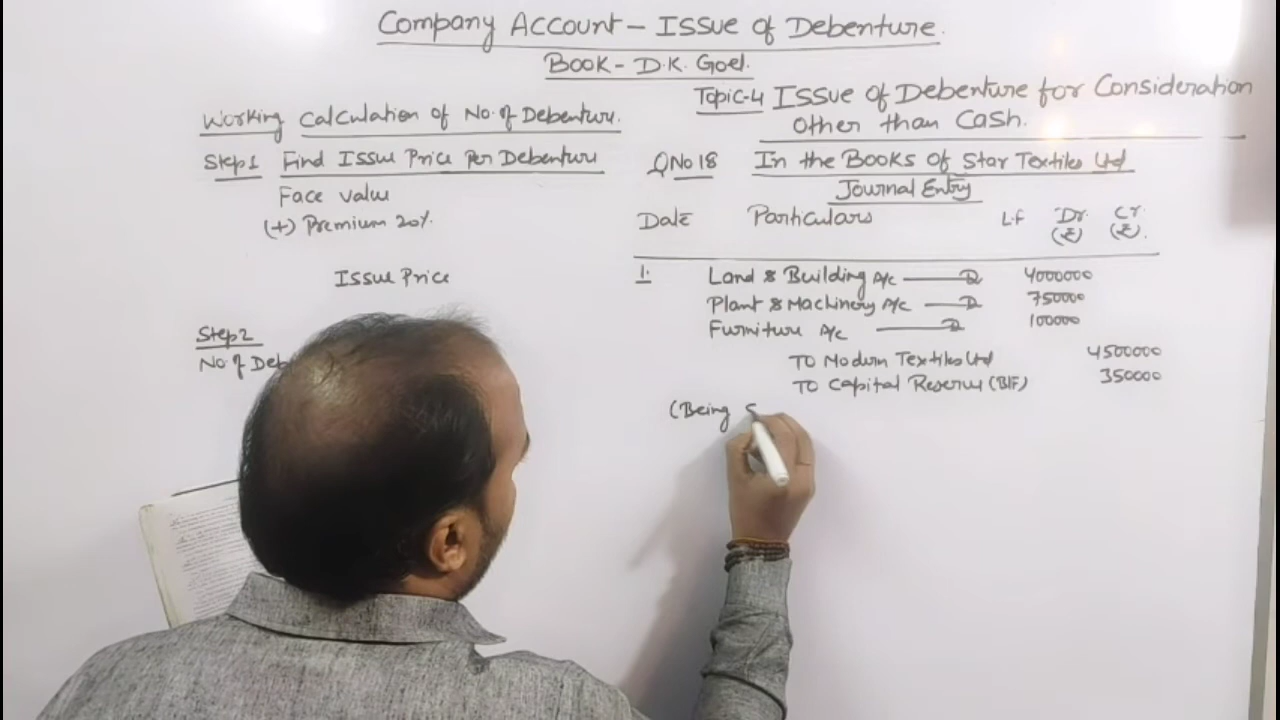 Company Account - Issue of Debenture.
Book - D.K. Goel.
Topic-4 Issue of Debenture for Consideration
Other than Cash.
Working Calculation of No. of Debenture.
Step1 Find Issue Price Per Debenture
Face value
(+) Premium 20%.
Issue Price
Step2
No. of Deb
QNo 18 In the Books of Star Textiles Ltd
Journal Entry
Date Particulars L.F Dr. (₹) Cr. (₹).
1. Land & Building A/c D 4000000
Plant & Machinery A/c D 750000
Furniture A/c D 100000
To Modern Textiles Ltd 4500000
To Capital Reserve (B/F) 350000
(Being S